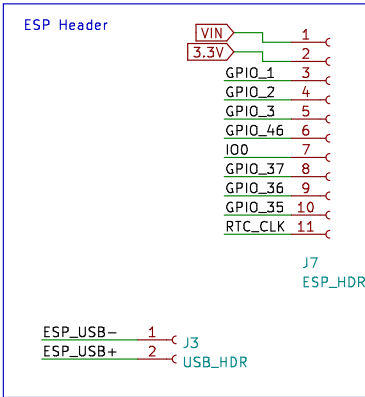 ESP Header
VIN 1
3.3V 2
GPIO_1 3
GPIO_2 4
GPIO_3 5
GPIO_46 6
IO0 7
GPIO_37 8
GPIO_36 9
GPIO_35 10
RTC_CLK 11
J7
ESP_HDR
ESP_USB- 1
J3
ESP_USB+ 2
USB_HDR